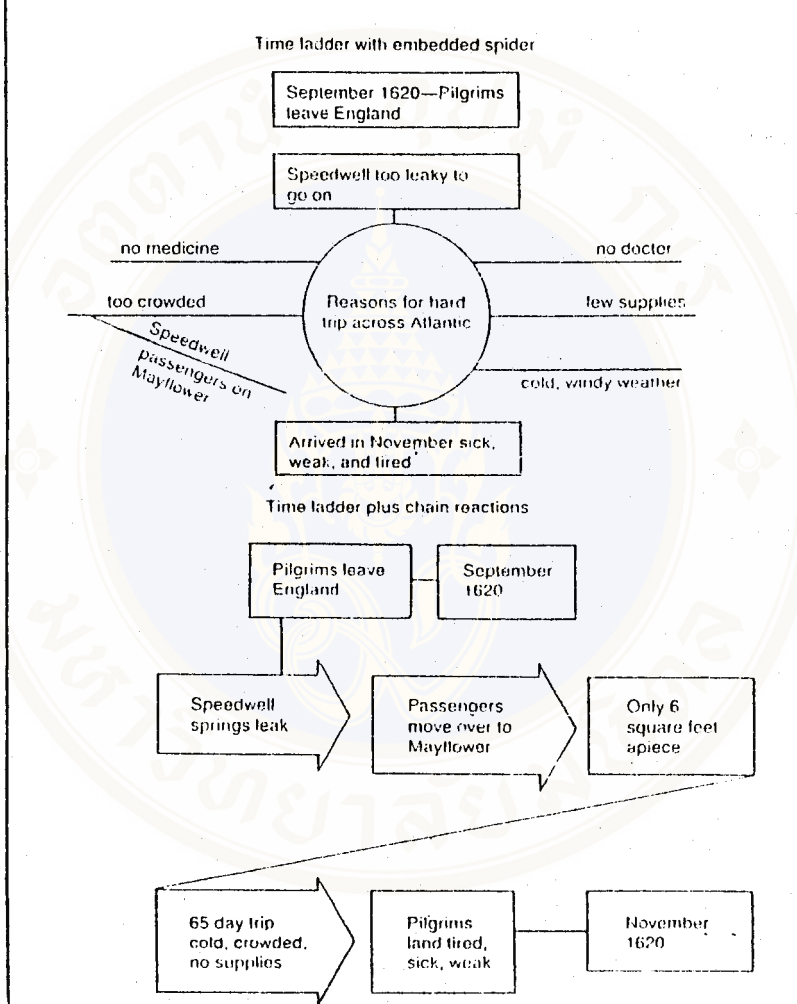 Time ladder with embedded spider
September 1620—Pilgrims
leave England
Speedwell too leaky to
go on
no medicine
no doctor
too crowded
few supplies
Reasons for hard
trip across Atlantic
Speedwell
passengers on
Mayflower
cold, windy weather
Arrived in November sick,
weak, and tired
Time ladder plus chain reactions
Pilgrims leave
England
September
1620
Speedwell
springs leak
Passengers
move over to
Mayflower
Only 6
square feet
apiece
65 day trip
cold, crowded,
no supplies
Pilgrims
land tired,
sick, weak
November
1620